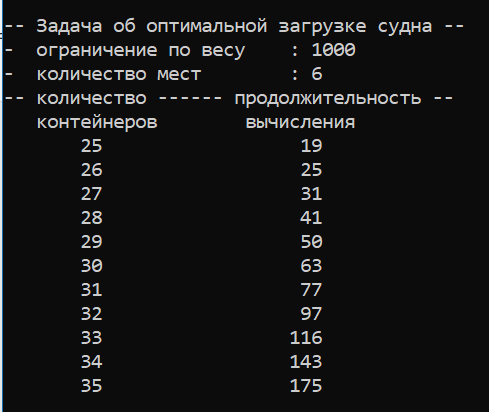 -- Задача об оптимальной загрузке судна --
-  ограничение по весу    : 1000
-  количество мест        : 6
-- количество ------ продолжительность --
   контейнеров        вычисления
       25                  19
       26                  25
       27                  31
       28                  41
       29                  50
       30                  63
       31                  77
       32                  97
       33                 116
       34                 143
       35                 175